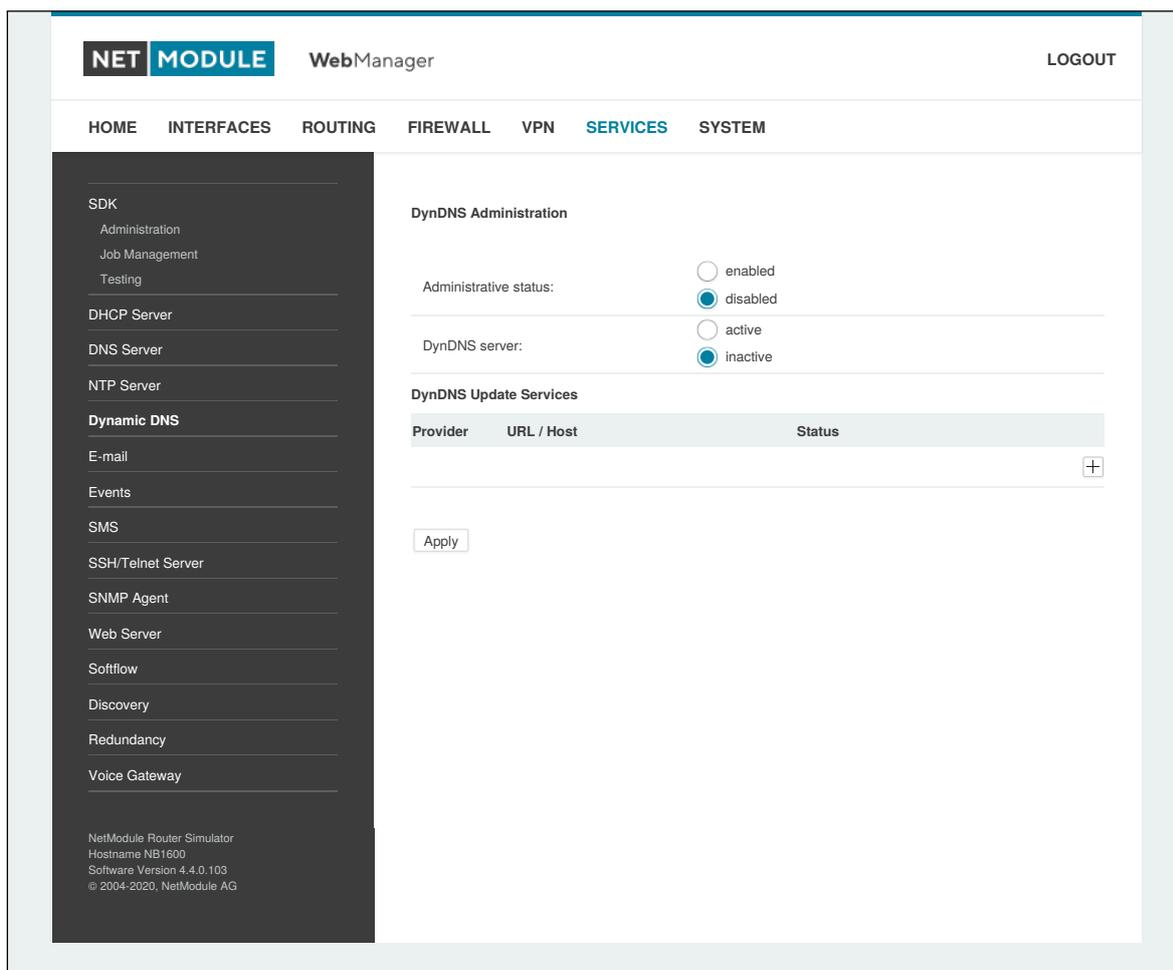 NET MODULE WebManager LOGOUT
HOME INTERFACES ROUTING FIREWALL VPN SERVICES SYSTEM
SDK
Administration
Job Management
Testing
DHCP Server
DNS Server
NTP Server
Dynamic DNS
E-mail
Events
SMS
SSH/Telnet Server
SNMP Agent
Web Server
Softflow
Discovery
Redundancy
Voice Gateway
NetModule Router Simulator
Hostname NB1600
Software Version 4.4.0.103
© 2004-2020, NetModule AG
DynDNS Administration
Administrative status:
enabled
disabled
DynDNS server:
active
inactive
DynDNS Update Services
Provider URL / Host Status
Apply